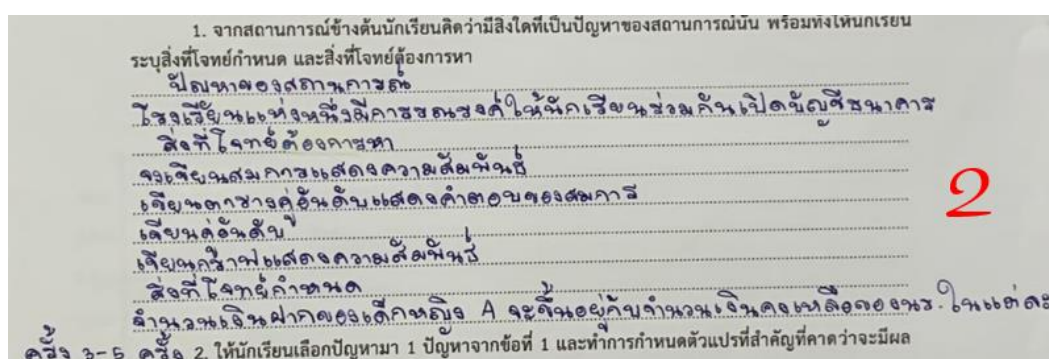 1. จากสถานการณ์ข้างต้นนักเรียนคิดว่ามีสิ่งใดที่เป็นปัญหาของสถานการณ์นั้น พร้อมทั้งให้นักเรียน
ระบุสิ่งที่โจทย์กำหนด และสิ่งที่โจทย์ต้องการหา
ปัญหาของสถานการณ์
โรงเรียนแห่งหนึ่งมีการรณรงค์ให้นักเรียนร่วมกันเปิดบัญชีธนาคาร
สิ่งที่โจทย์ต้องการหา
จงเขียนสมการแสดงความสัมพันธ์
เขียนตารางคู่อันดับแสดงคำตอบของสมการ
เขียนคู่อันดับ
เขียนกราฟแสดงความสัมพันธ์
2
สิ่งที่โจทย์กำหนด
จำนวนเงินฝากของเด็กหญิง A จะขึ้นอยู่กับจำนวนเงินคงเหลือของนร. ในแต่ละ
ครั้ง 3-5 ครั้ง
2. ให้นักเรียนเลือกปัญหามา 1 ปัญหาจากข้อที่ 1 และทำการกำหนดตัวแปรที่สำคัญที่คาดว่าจะมีผล